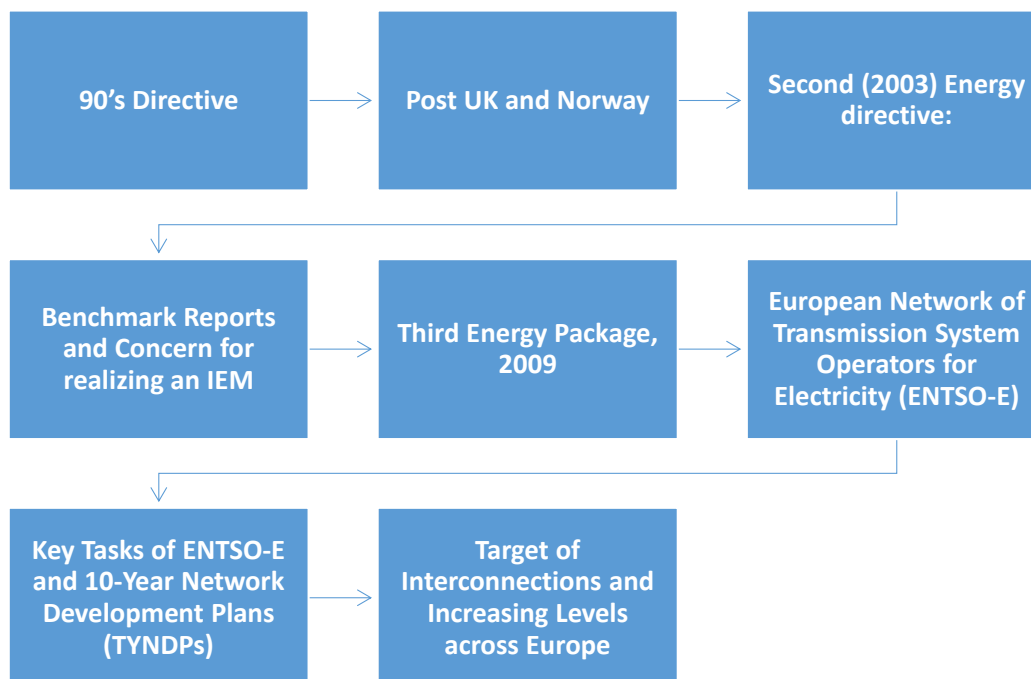 90’s Directive
Post UK and Norway
Second (2003) Energy
directive:
Benchmark Reports
and Concern for
realizing an IEM
Third Energy Package,
2009
European Network of
Transmission System
Operators for
Electricity (ENTSO-E)
Key Tasks of ENTSO-E
and 10-Year Network
Development Plans
(TYNDPs)
Target of
Interconnections and
Increasing Levels
across Europe